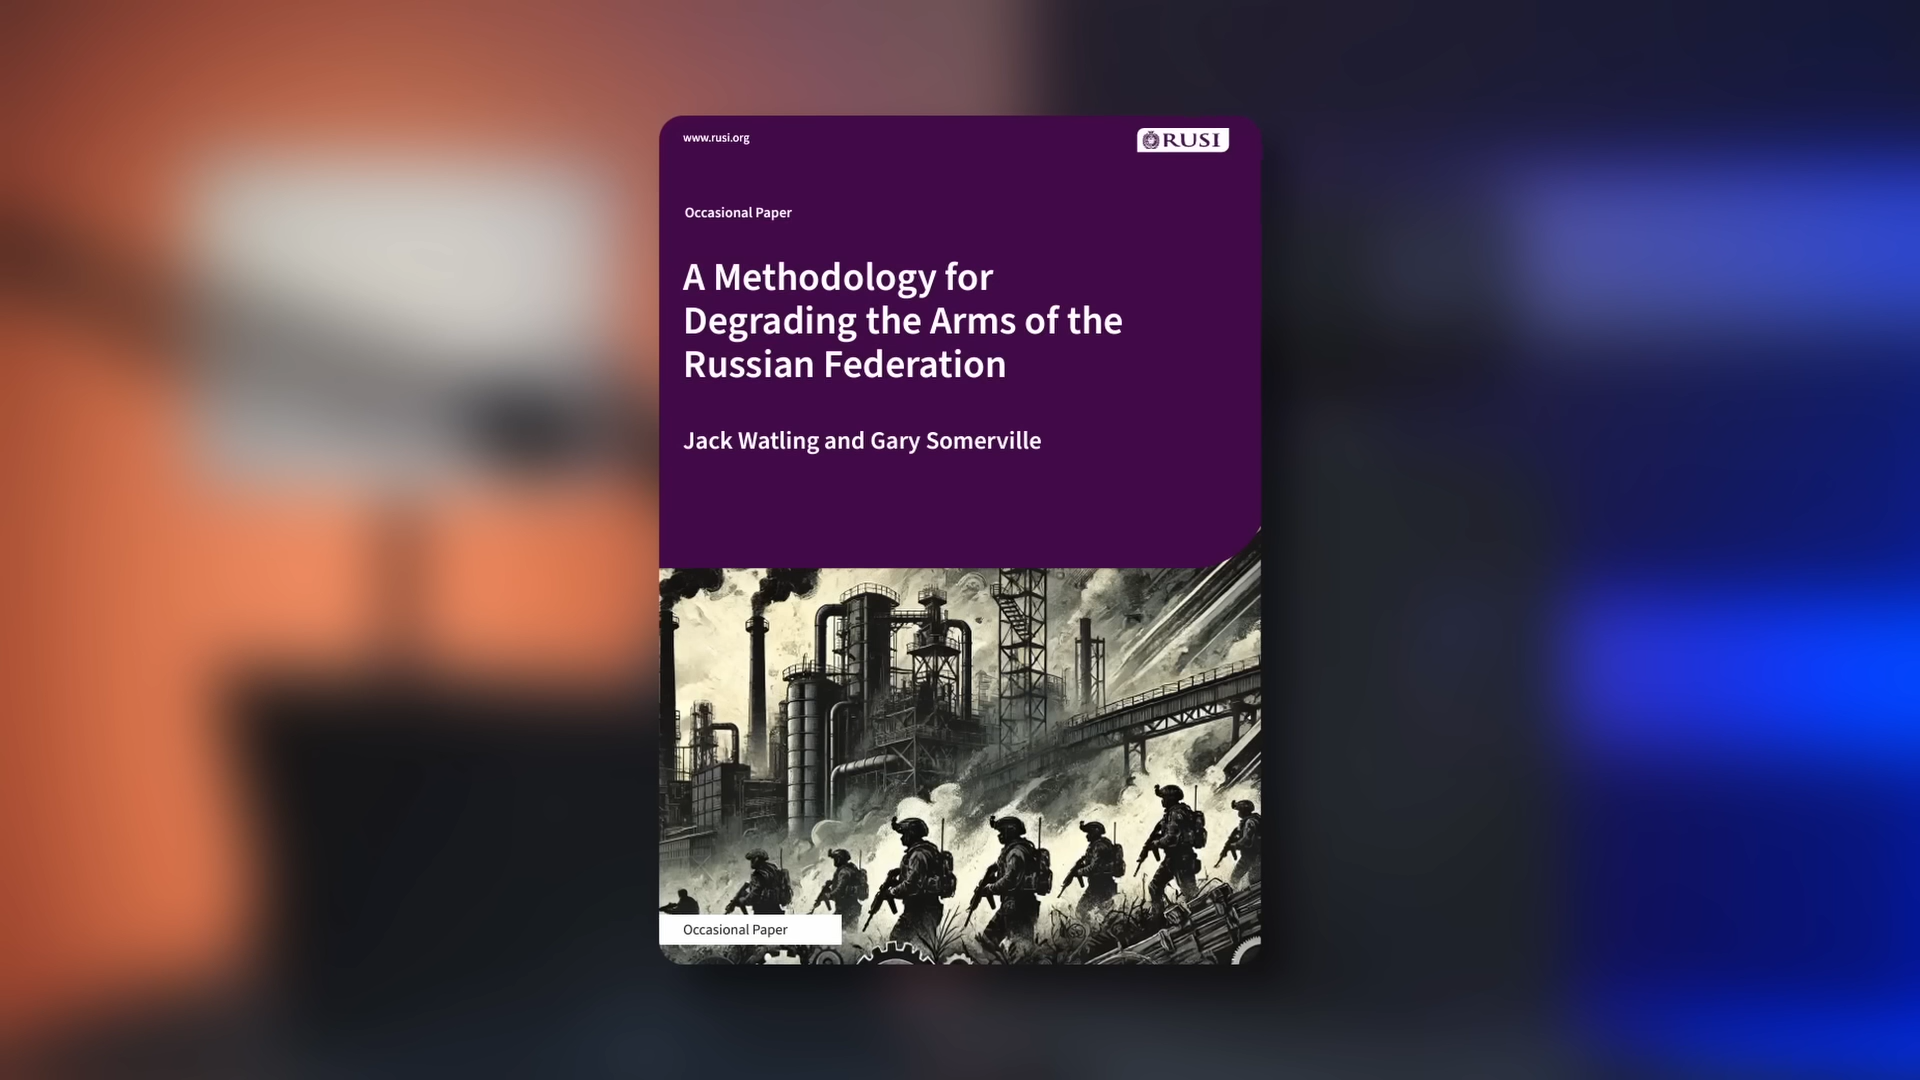 www.rusi.org
RUSI
Occasional Paper
A Methodology for
Degrading the Arms of the
Russian Federation
Jack Watling and Gary Somerville
Occasional Paper